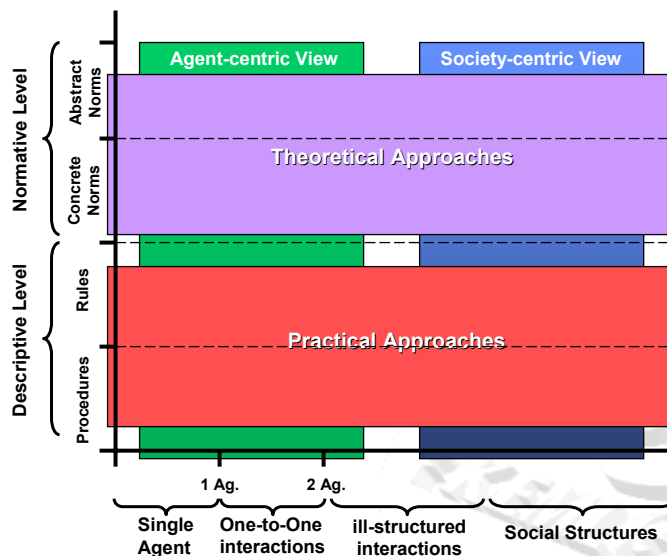 Agent-centric View
Society-centric View
Normative Level
Abstract
Norms
Concrete
Norms
Theoretical Approaches
Descriptive Level
Rules
Procedures
Practical Approaches
1 Ag.
2 Ag.
Single
Agent
One-to-One
interactions
ill-structured
interactions
Social Structures